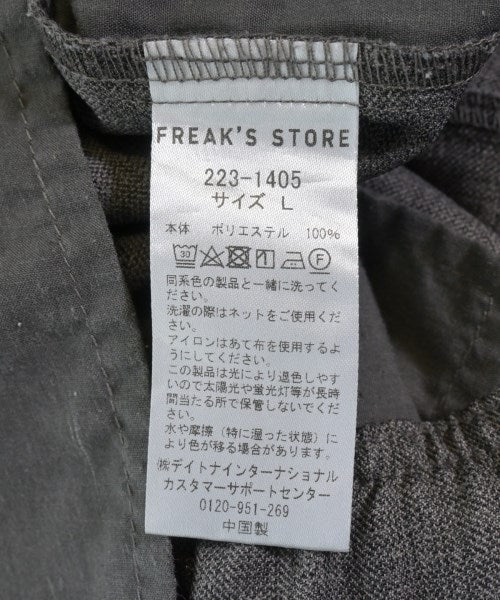 FREAK'S STORE
223-1405
サイズ L
本体 ポリエステル 100%
30 F
同系色の製品と一緒に洗ってく
ださい。
洗濯の際はネットをご使用くだ
さい。
アイロンはあて布を使用するよ
うにしてください。
この製品は光により退色しやす
いので太陽光や蛍光灯等が長時
間当たる所で保管しないでくだ
さい。
水や摩擦（特に湿った状態）に
より色が移る場合があります。
㈱デイトナインターナショナル
カスタマーサポートセンター
0120-951-269
中国製